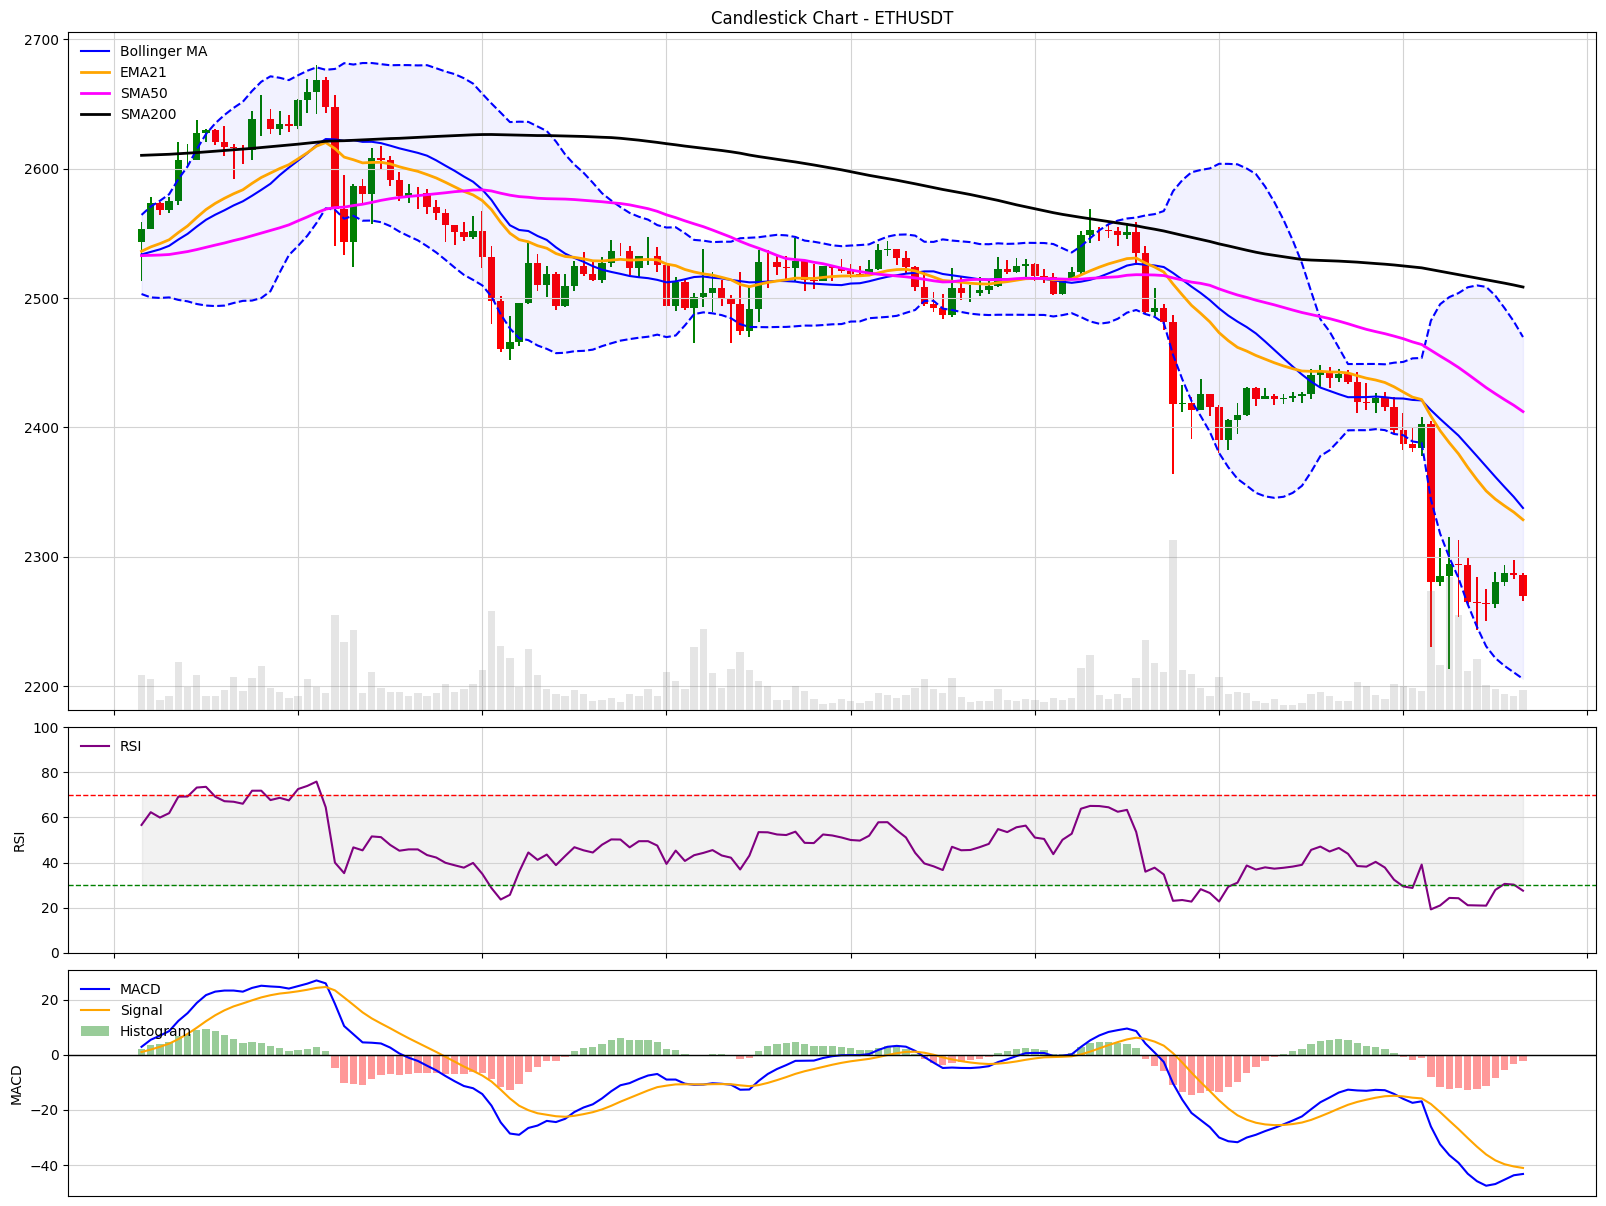 Candlestick Chart - ETHUSDT
2700
Bollinger MA
EMA21
SMA50
SMA200
2600
2500
2400
2300
2200
100
RSI
80
60
RSI
40
20
0
MACD
20
Signal
Histogram
0
MACD
−20
−40